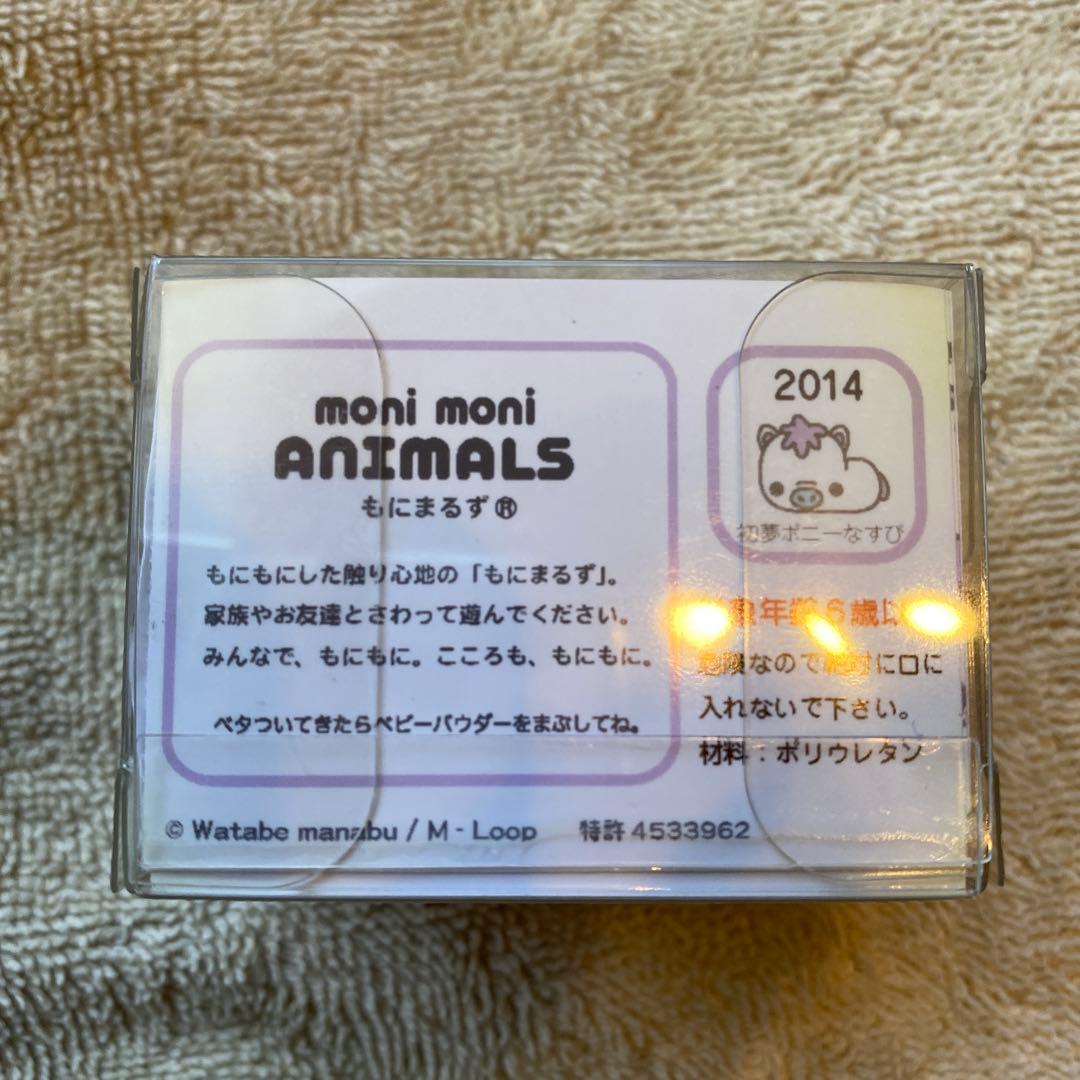 moni moni
ANIMALS
もにまるず®
もにもにした触り心地の「もにまるず」。
家族やお友達とさわって遊んでください。
みんなで、もにもに。こころも、もにもに。
ベタついてきたらベビーパウダーをまぶしてね。
2014
初夢ポニーなすび
象年齢6歳以
危険なので絶対に口に
入れないで下さい。
材料：ポリウレタン
© Watabe manabu / M - Loop 特許 4533962